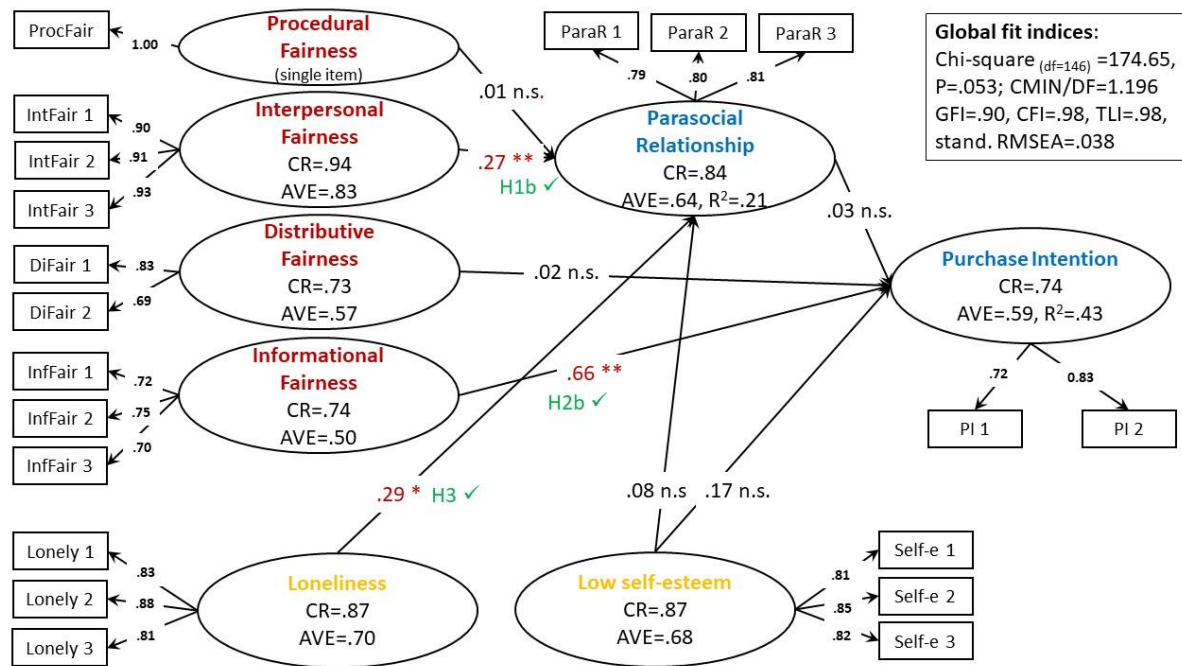 ProcFair
1.00
Procedural
Fairness
(single item)
ParaR 1
ParaR 2
ParaR 3
.79
.80
.81
Global fit indices:
Chi-square (df=146) =174.65,
P=.053; CMIN/DF=1.196
GFI=.90, CFI=.98, TLI=.98,
stand. RMSEA=.038
.01 n.s.
IntFair 1
IntFair 2
IntFair 3
.90
.91
.93
Interpersonal
Fairness
CR=.94
AVE=.83
.27 **
H1b ✓
Parasocial
Relationship
CR=.84
AVE=.64, R²=.21
.03 n.s.
DiFair 1
DiFair 2
.83
.69
Distributive
Fairness
CR=.73
AVE=.57
.02 n.s.
Purchase Intention
CR=.74
AVE=.59, R²=.43
.72
0.83
PI 1
PI 2
InfFair 1
InfFair 2
InfFair 3
.72
.75
.70
Informational
Fairness
CR=.74
AVE=.50
.66 **
H2b ✓
.29 * H3 ✓
.08 n.s
.17 n.s.
Lonely 1
Lonely 2
Lonely 3
.83
.88
.81
Loneliness
CR=.87
AVE=.70
Low self-esteem
CR=.87
AVE=.68
.81
.85
.82
Self-e 1
Self-e 2
Self-e 3